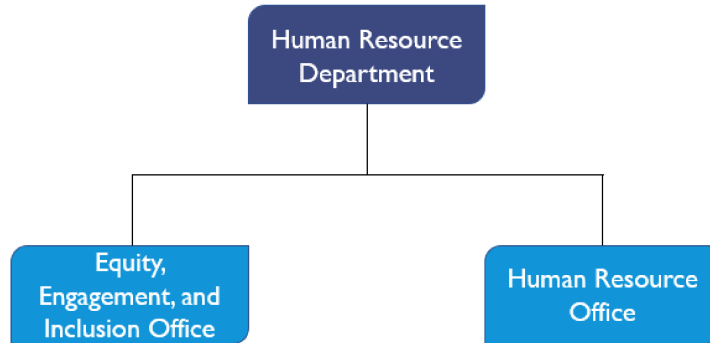 Human Resource
Department
Equity,
Engagement, and
Inclusion Office
Human Resource
Office